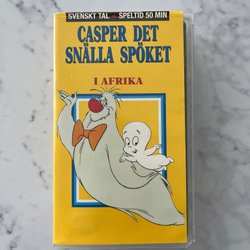 SVENSKT TAL SPELTID 50 MIN
CASPER DET
SNÄLLA SPÖKET
I AFRIKA